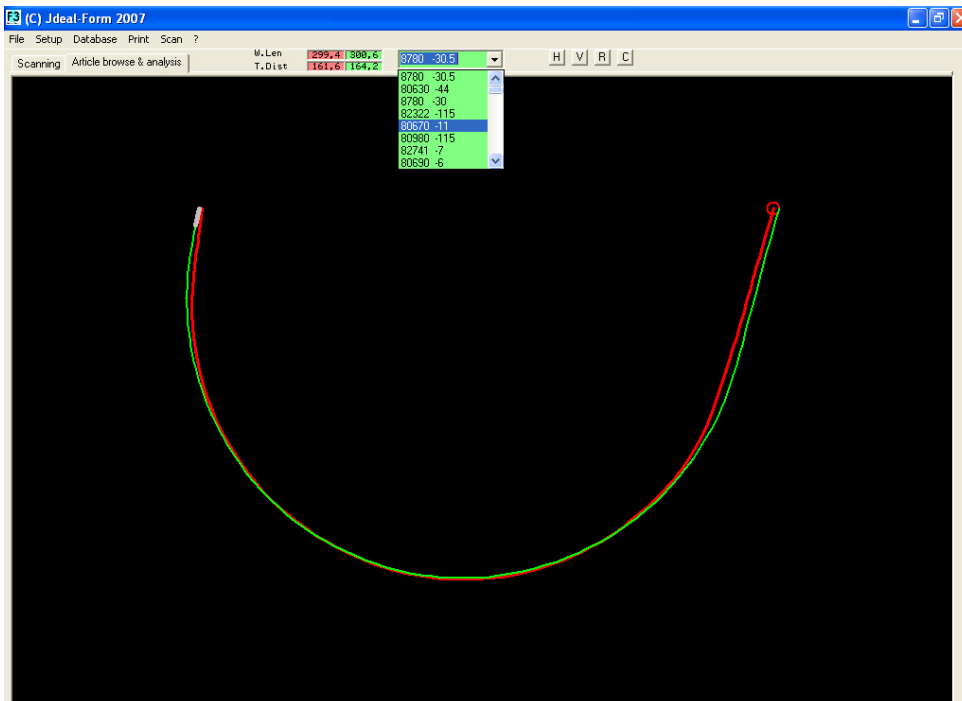 F3 (C) Jdeal-Form 2007
File Setup Database Print Scan ?
Scanning Article browse & analysis
W.Len 299,4 300,6
T.Dist 161,6 164,2
8780 -30.5
H V R C
8780 -30.5
80630 -44
8780 -30
82322 -115
80670 -11
80980 -115
82741 -7
80690 -6